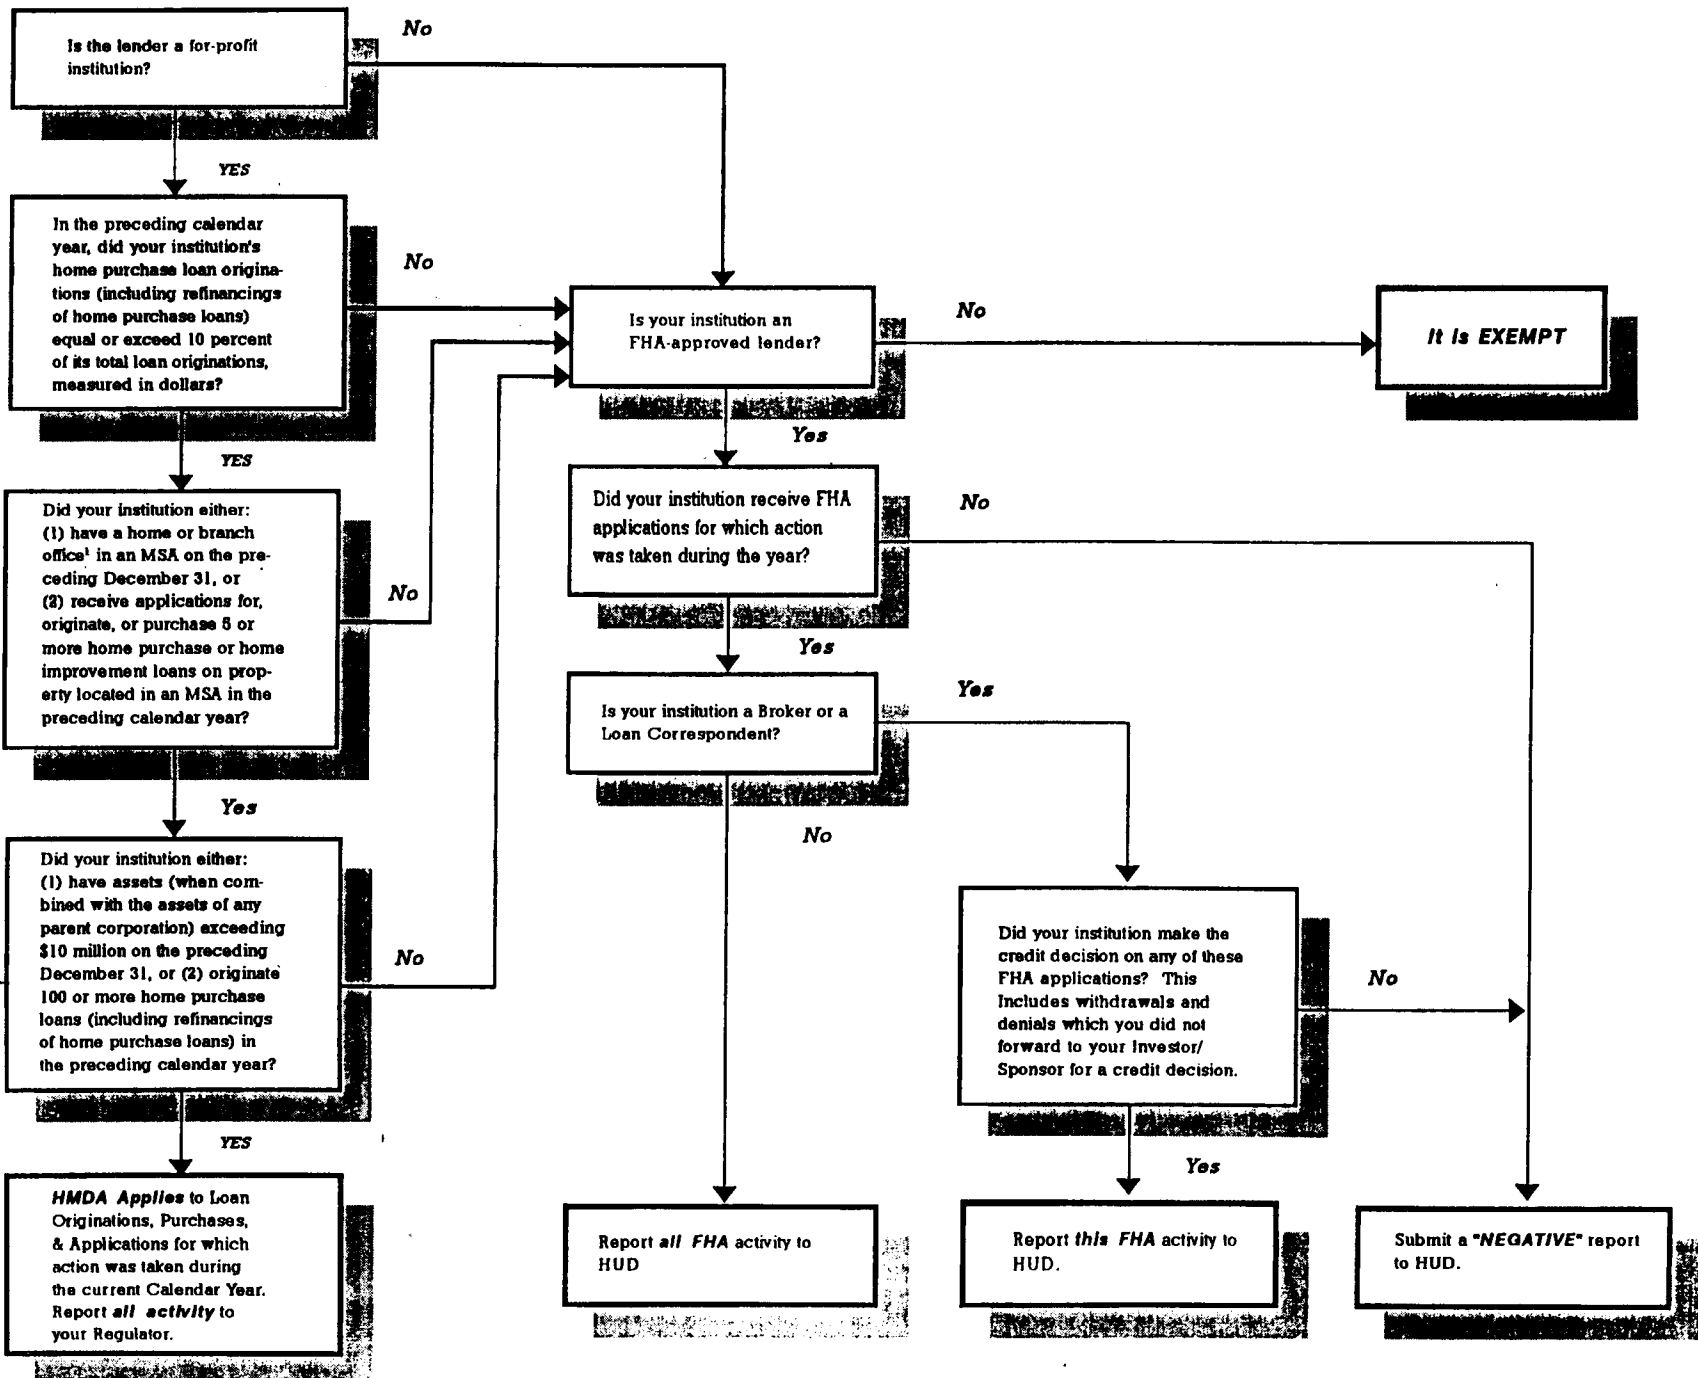 Is the lender a for-profit
institution?
No
YES
In the preceding calendar
year, did your institution's
home purchase loan origina-
tions (including refinancings
of home purchase loans)
equal or exceed 10 percent
of its total loan originations,
measured in dollars?
No
YES
Did your institution either:
(1) have a home or branch
office¹ in an MSA on the pre-
ceding December 31, or
(2) receive applications for,
originate, or purchase 5 or
more home purchase or home
improvement loans on prop-
erty located in an MSA in the
preceding calendar year?
No
Yes
Did your institution either:
(1) have assets (when com-
bined with the assets of any
parent corporation) exceeding
$10 million on the preceding
December 31, or (2) originate
100 or more home purchase
loans (including refinancings
of home purchase loans) in
the preceding calendar year?
No
YES
HMDA Applies to Loan
Originations, Purchases,
& Applications for which
action was taken during
the current Calendar Year.
Report all activity to
your Regulator.
Is your institution an
FHA-approved lender?
No
It is EXEMPT
Yes
Did your institution receive FHA
applications for which action
was taken during the year?
No
Yes
Is your institution a Broker or a
Loan Correspondent?
Yes
No
Did your institution make the
credit decision on any of these
FHA applications? This
Includes withdrawals and
denials which you did not
forward to your Investor/
Sponsor for a credit decision.
No
Yes
Report all FHA activity to
HUD
Report this FHA activity to
HUD.
Submit a "NEGATIVE" report
to HUD.